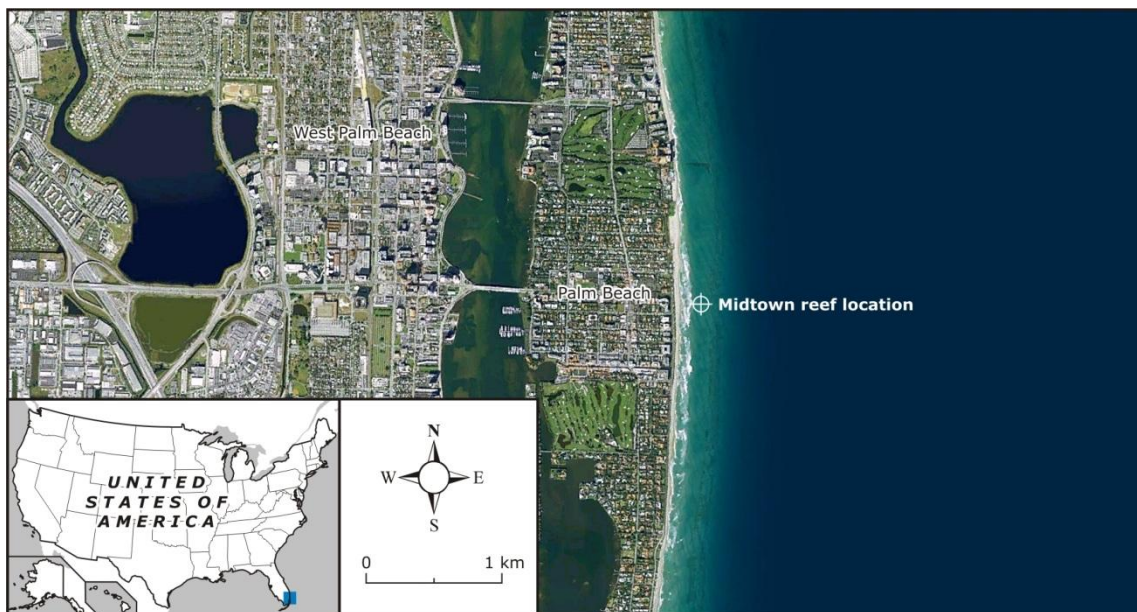 West Palm Beach
Palm Beach
Midtown reef location
UNITED
STATES OF
AMERICA
N
W E
S
0 1 km